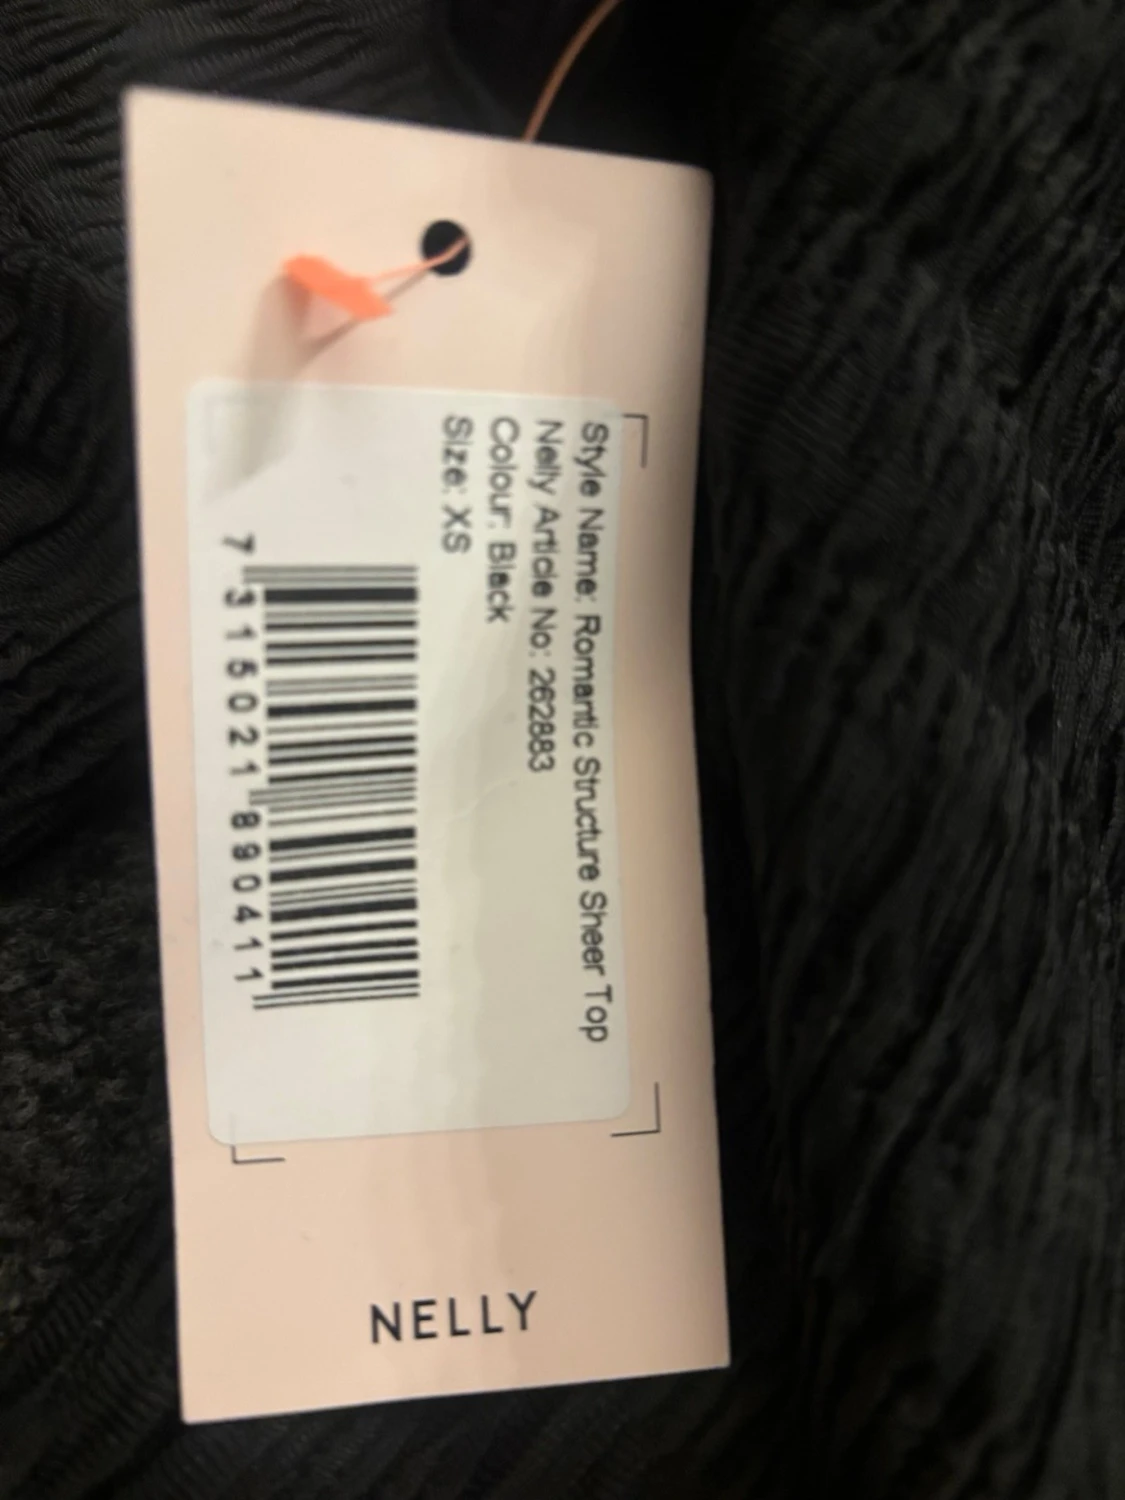 Style Name: Romantic Structure Sheer Top
Nelly Article No: 262883
Colour: Black
Size: XS
7 315021 890411
NELLY